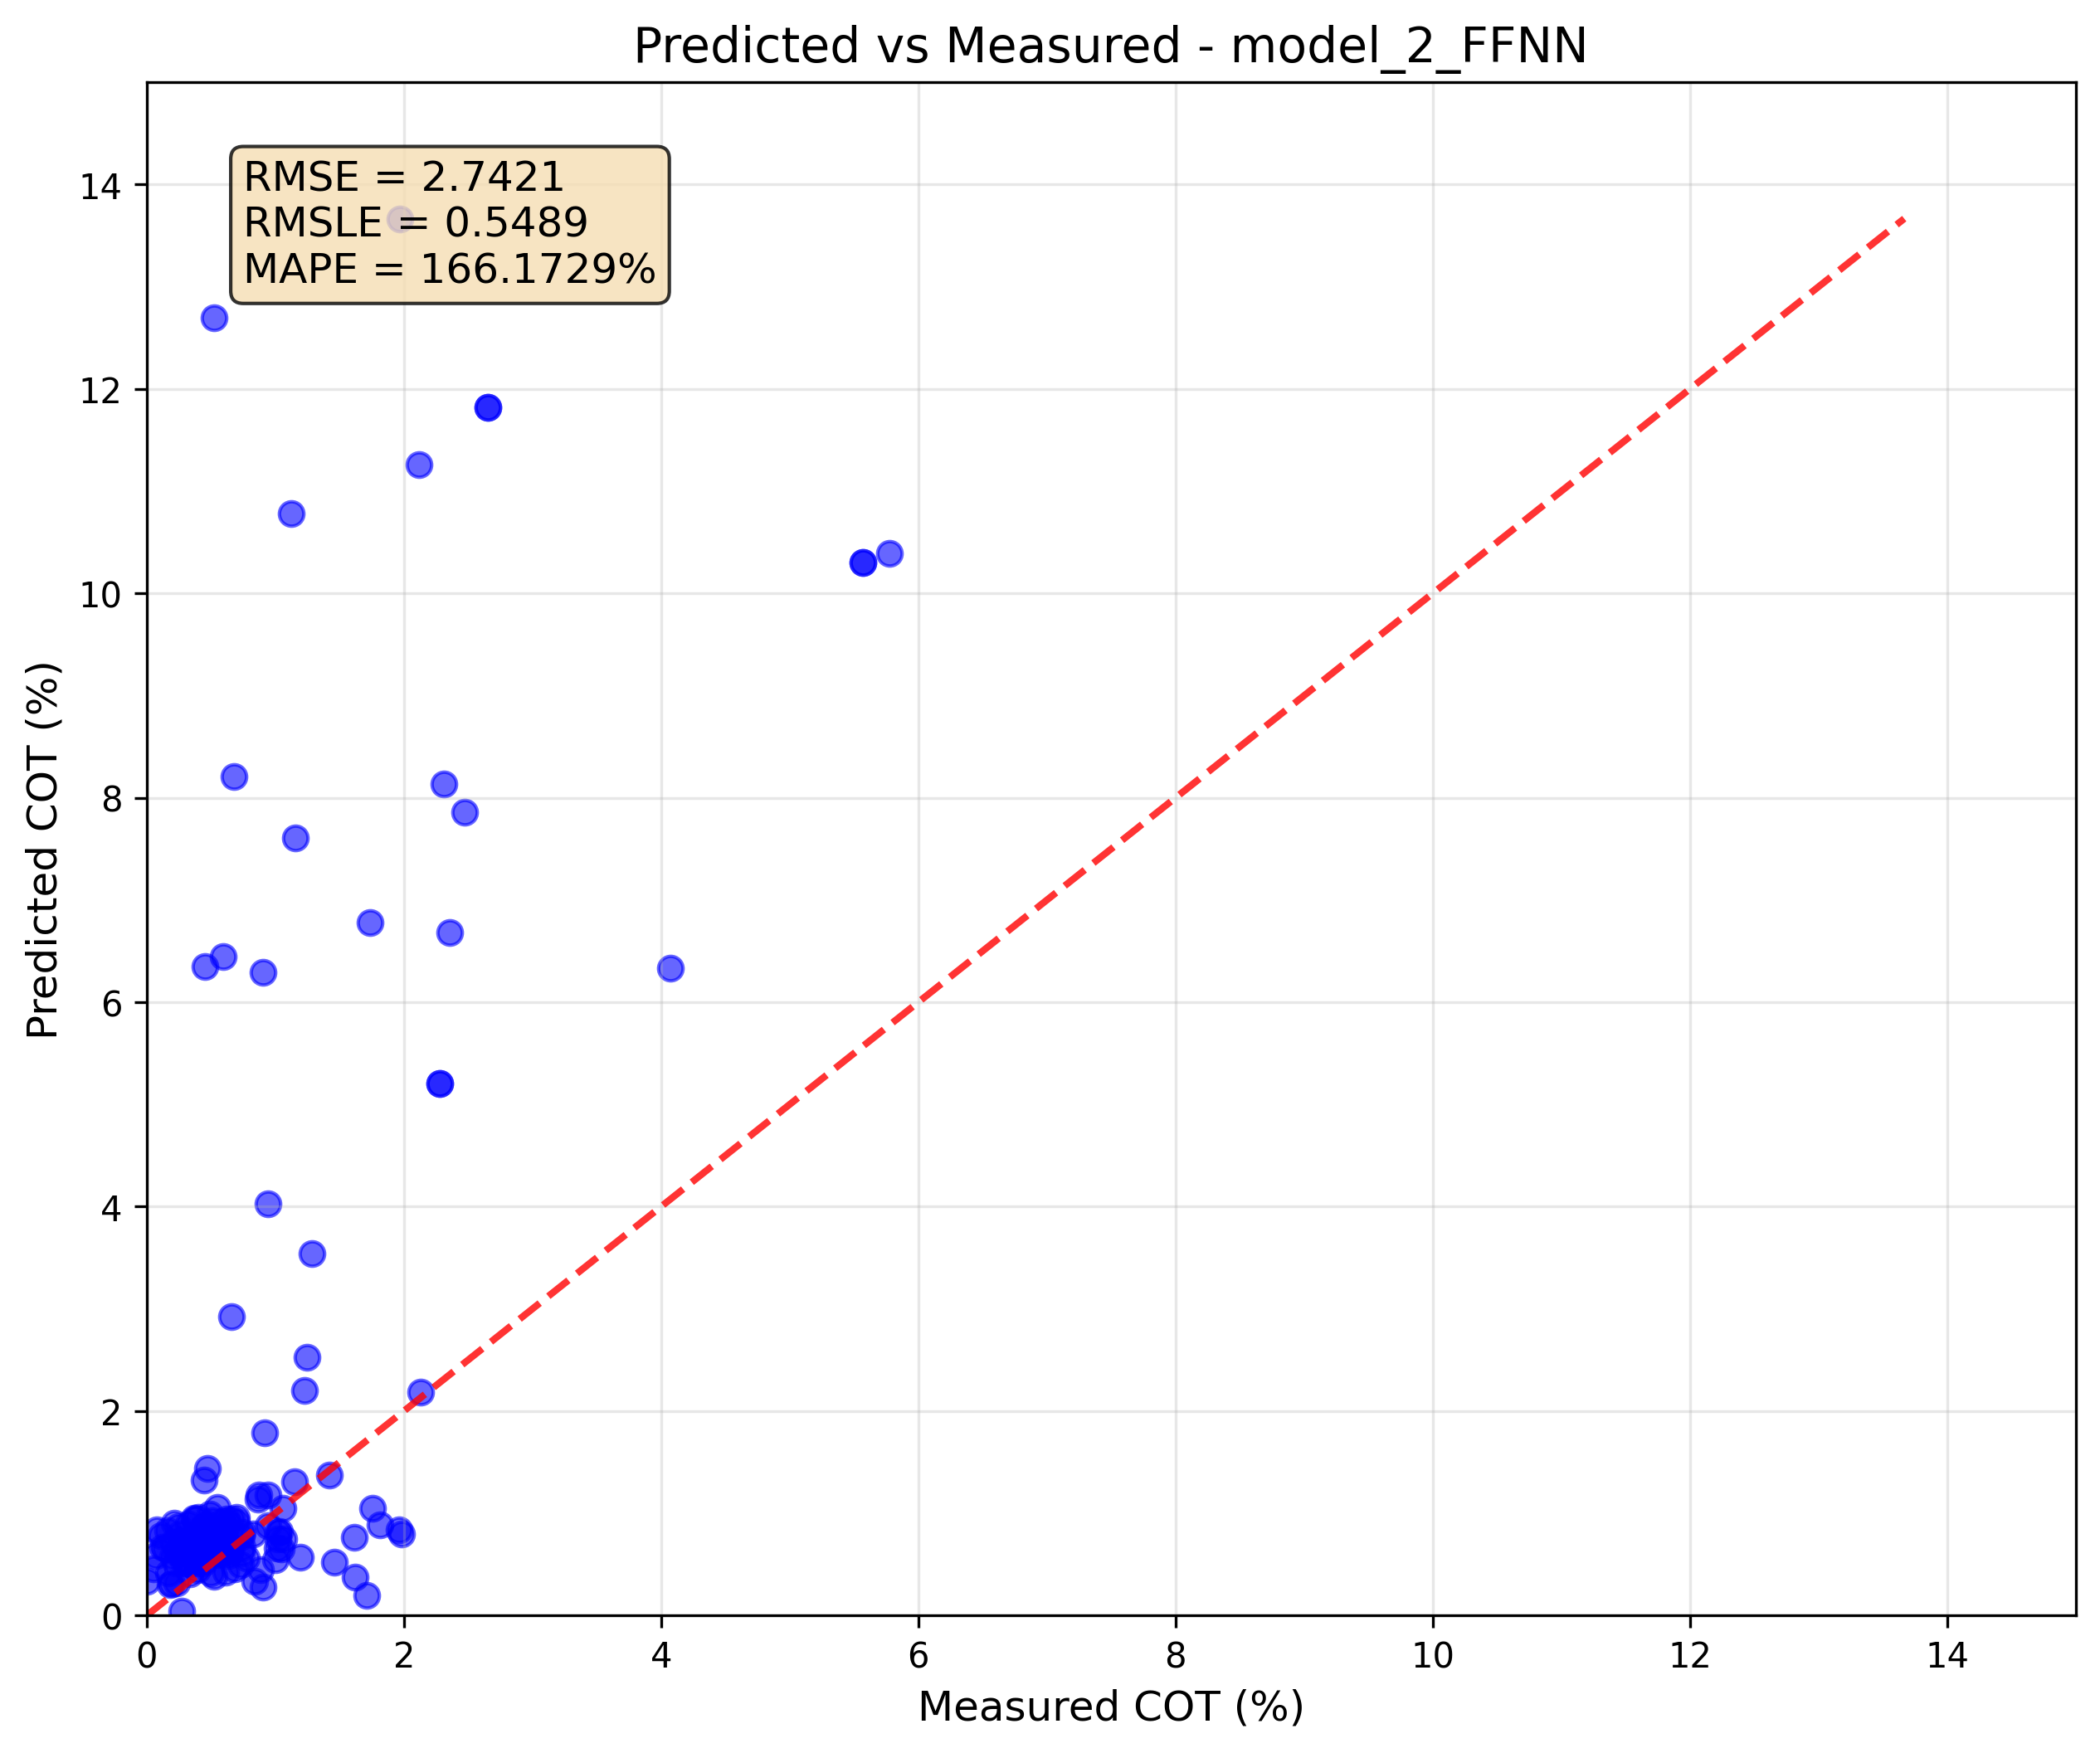 Predicted vs Measured - model_2_FFNN
RMSE = 2.7421
RMSLE = 0.5489
MAPE = 166.1729%
14
12
10
8
6
4
2
0
Predicted COT (%)
0 2 4 6 8 10 12 14
Measured COT (%)